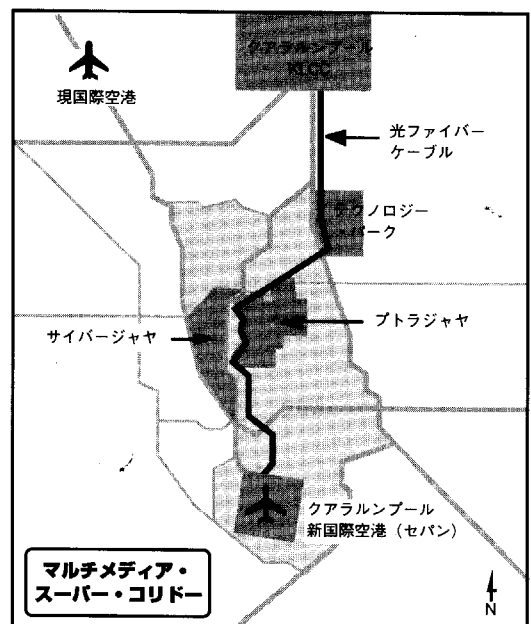 クアラルンプール
KLCC
現国際空港
光ファイバー
ケーブル
テクノロジー
・パーク
サイバージャヤ
プトラジャヤ
クアラルンプール
新国際空港（セパン）
マルチメディア・
スーパー・コリドー
N